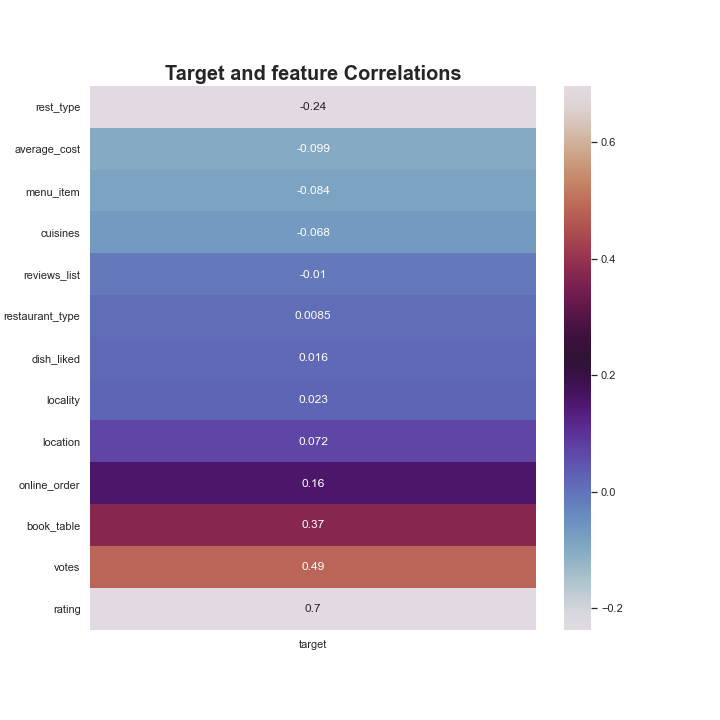 Target and feature Correlations
rest_type -0.24
average_cost -0.099
menu_item -0.084
cuisines -0.068
reviews_list -0.01
restaurant_type 0.0085
dish_liked 0.016
locality 0.023
location 0.072
online_order 0.16
book_table 0.37
votes 0.49
rating 0.7
target
0.6
0.4
0.2
0.0
−0.2